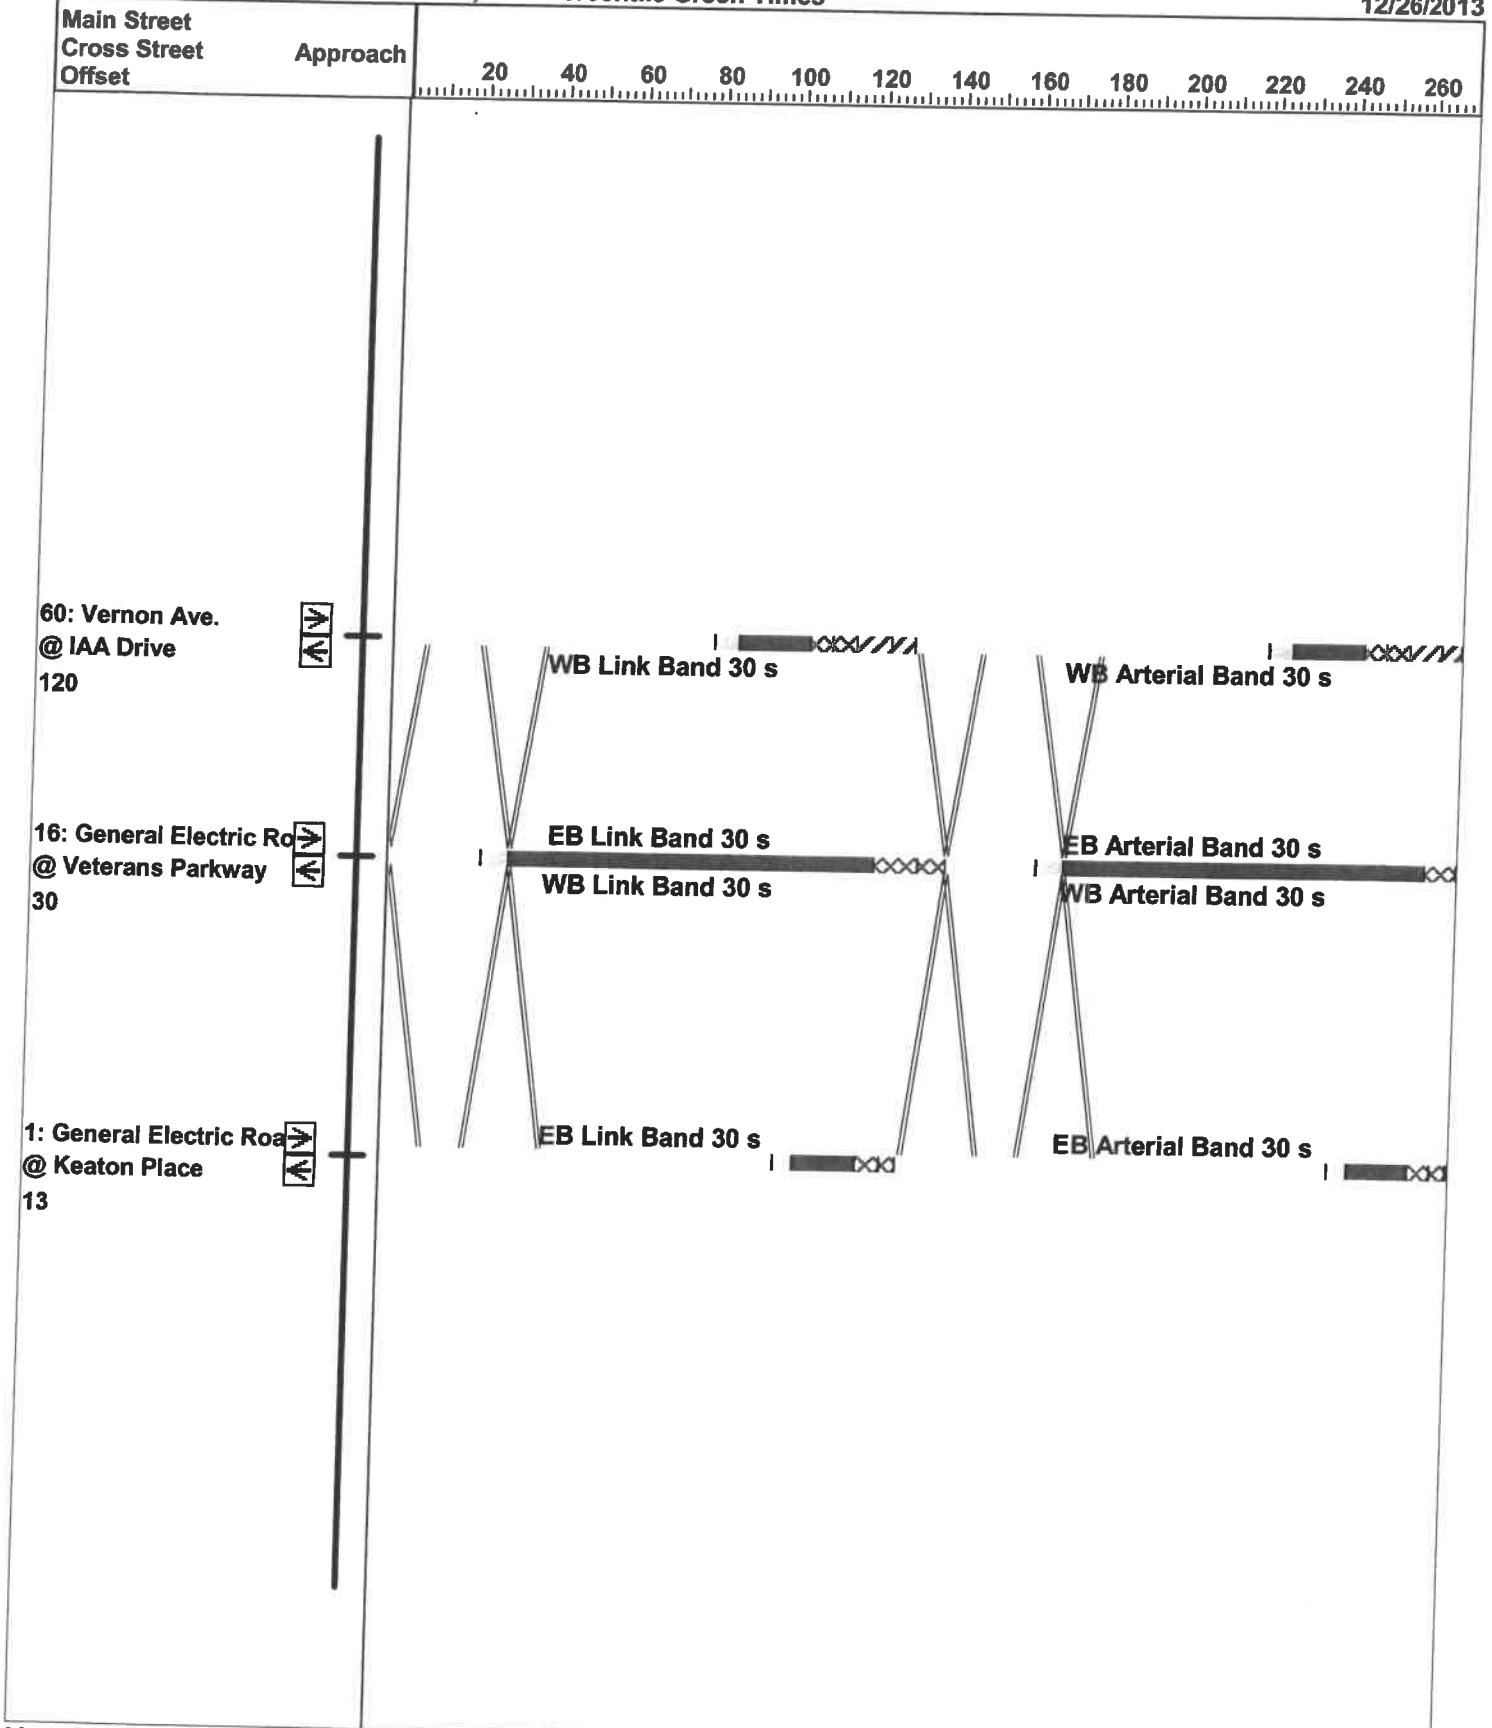 12/26/2013
Main Street
Cross Street Approach
Offset
20 40 60 80 100 120 140 160 180 200 220 240 260
60: Vernon Ave.
@ IAA Drive
120
WB Link Band 30 s
WB Arterial Band 30 s
16: General Electric Ro
@ Veterans Parkway
30
EB Link Band 30 s
EB Arterial Band 30 s
WB Link Band 30 s
WB Arterial Band 30 s
1: General Electric Roa
@ Keaton Place
13
EB Link Band 30 s
EB Arterial Band 30 s